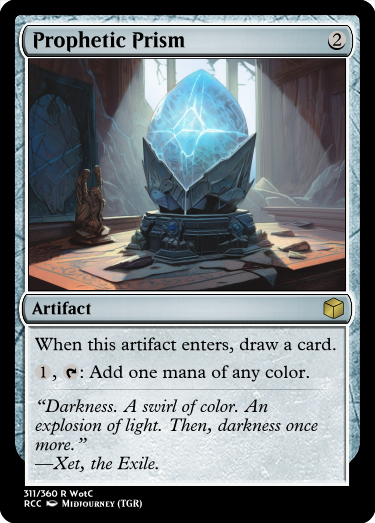 Prophetic Prism 2
Artifact
When this artifact enters, draw a card.
1, : Add one mana of any color.
“Darkness. A swirl of color. An
explosion of light. Then, darkness once
more.”
—Xet, the Exile.
311/360 R WotC
RCC Midjourney (TGR)